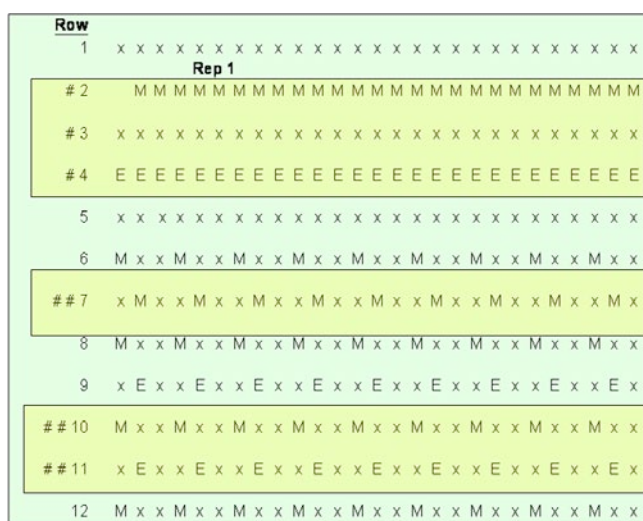 Row
1 x x x x x x x x x x x x x x x x x x x x x x x x x x x
Rep 1
# 2 M M M M M M M M M M M M M M M M M M M M M M M M M M
# 3 x x x x x x x x x x x x x x x x x x x x x x x x x x x
# 4 E E E E E E E E E E E E E E E E E E E E E E E E E E E
5 x x x x x x x x x x x x x x x x x x x x x x x x x x x
6 M x x M x x M x x M x x M x x M x x M x x M x x M x x
# # 7 x M x x M x x M x x M x x M x x M x x M x x M x x M x
8 M x x M x x M x x M x x M x x M x x M x x M x x M x x
9 x E x x E x x E x x E x x E x x E x x E x x E x x E x
# # 10 M x x M x x M x x M x x M x x M x x M x x M x x M x x
# # 11 x E x x E x x E x x E x x E x x E x x E x x E x x E x
12 M x x M x x M x x M x x M x x M x x M x x M x x M x x